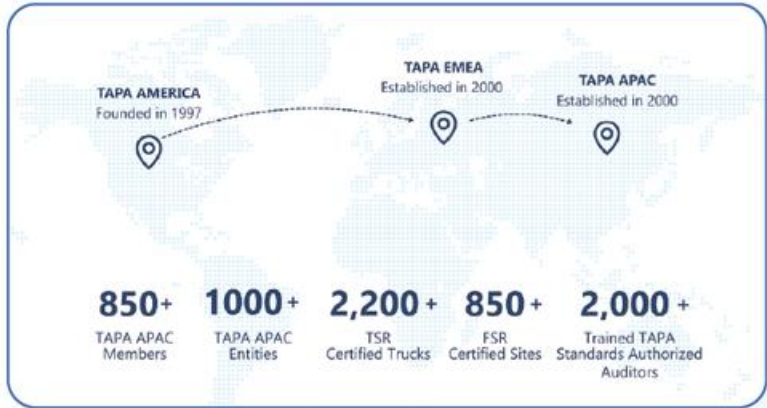 TAPA AMERICA
Founded in 1997
TAPA EMEA
Established in 2000
TAPA APAC
Established in 2000
850+
TAPA APAC
Members
1000+
TAPA APAC
Entities
2,200+
TSR
Certified Trucks
850+
FSR
Certified Sites
2,000+
Trained TAPA
Standards Authorized
Auditors